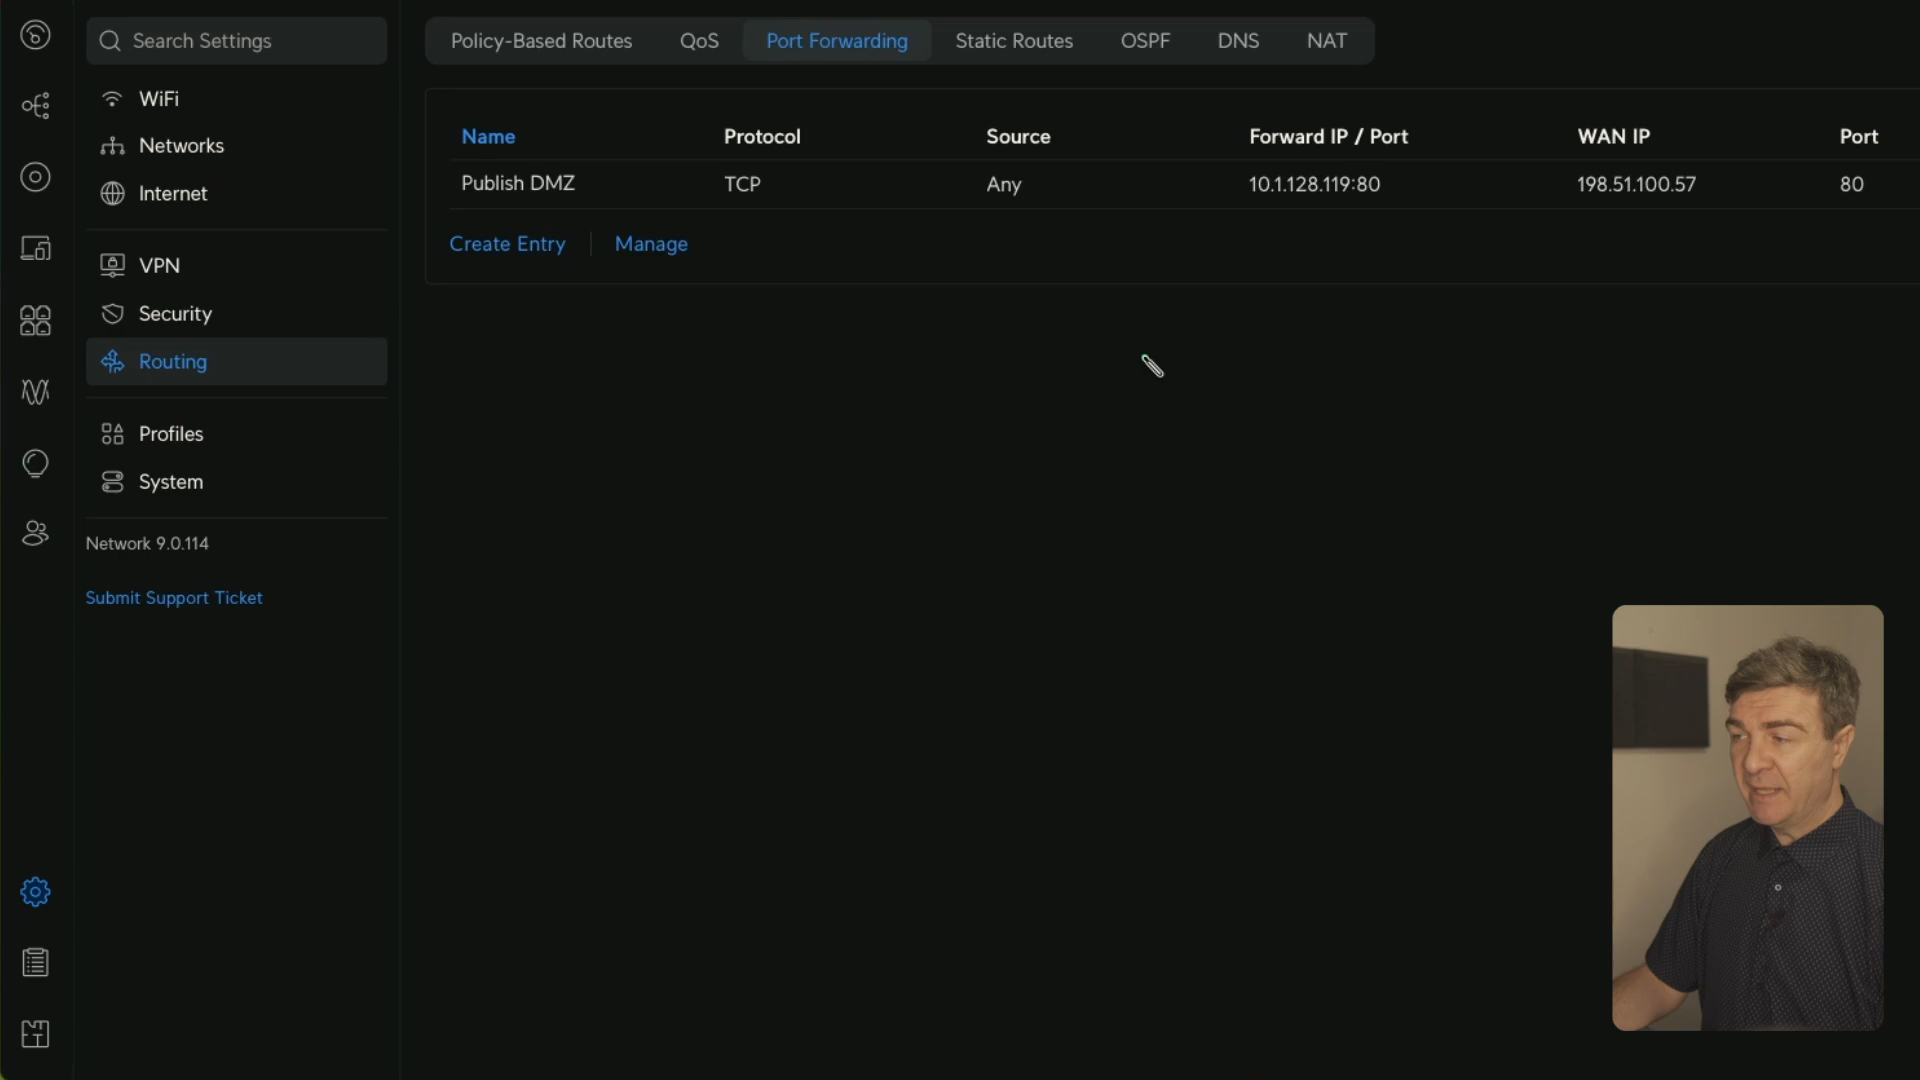 Search Settings
WiFi
Networks
Internet
VPN
Security
Routing
Profiles
System
Network 9.0.114
Submit Support Ticket
Policy-Based Routes QoS Port Forwarding Static Routes OSPF DNS NAT
Name Protocol Source Forward IP / Port WAN IP Port
Publish DMZ TCP Any 10.1.128.119:80 198.51.100.57 80
Create Entry Manage